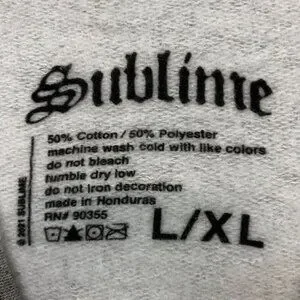 Sublime
50% Cotton / 50% Polyester
machine wash cold with like colors
do not bleach
tumble dry low
do not iron decoration
made in Honduras
RN# 90355
L/XL
© 2021 SUBLIME